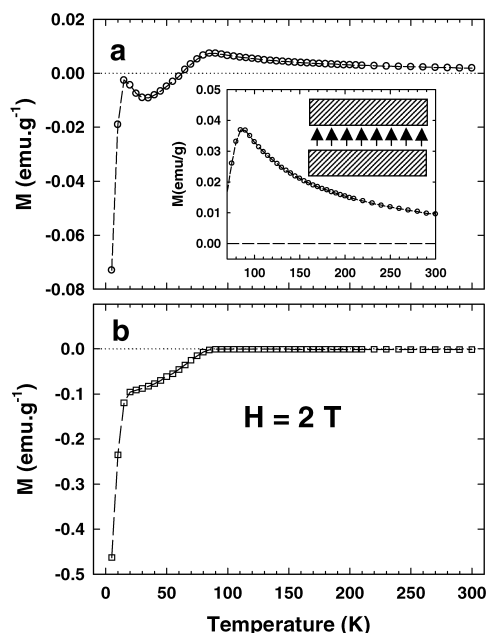 a
M (emu.g-1)
0.02
0.00
-0.02
-0.04
-0.06
-0.08
M(emu/g)
0.05
0.04
0.03
0.02
0.01
0.00
100 150 200 250 300
b
M (emu.g-1)
0.0
-0.1
-0.2
-0.3
-0.4
-0.5
H = 2 T
0 50 100 150 200 250 300
Temperature (K)